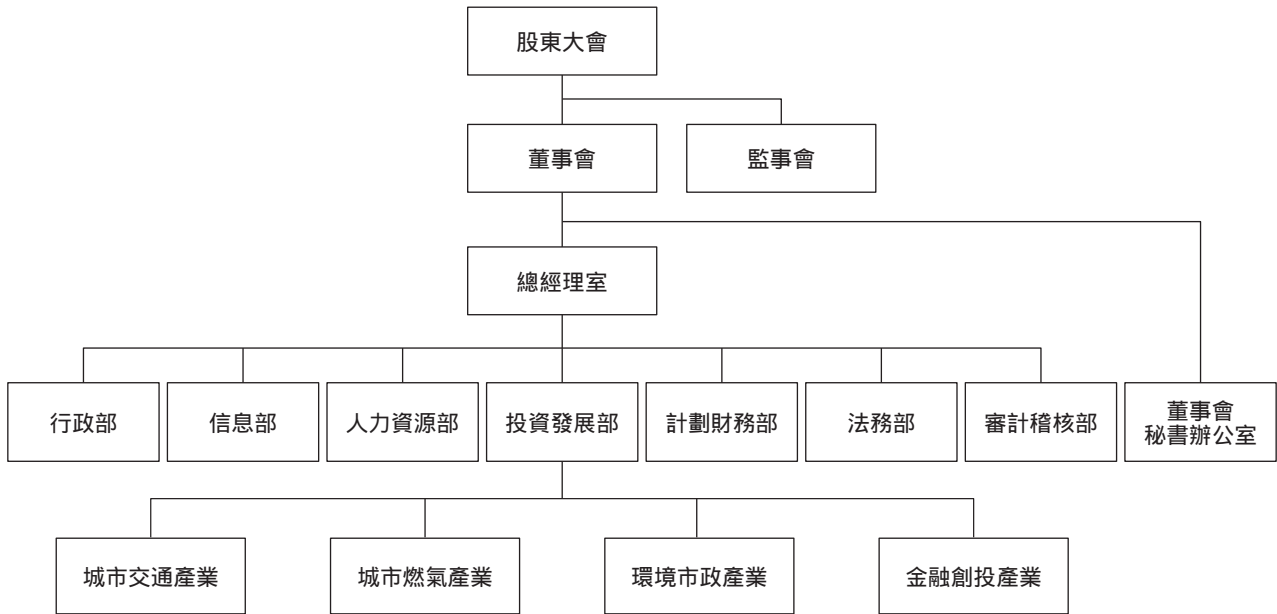 股東大會
董事會
監事會
總經理室
行政部
信息部
人力資源部
投資發展部
計劃財務部
法務部
審計稽核部
董事會
秘書辦公室
城市交通產業
城市燃氣產業
環境市政產業
金融創投產業